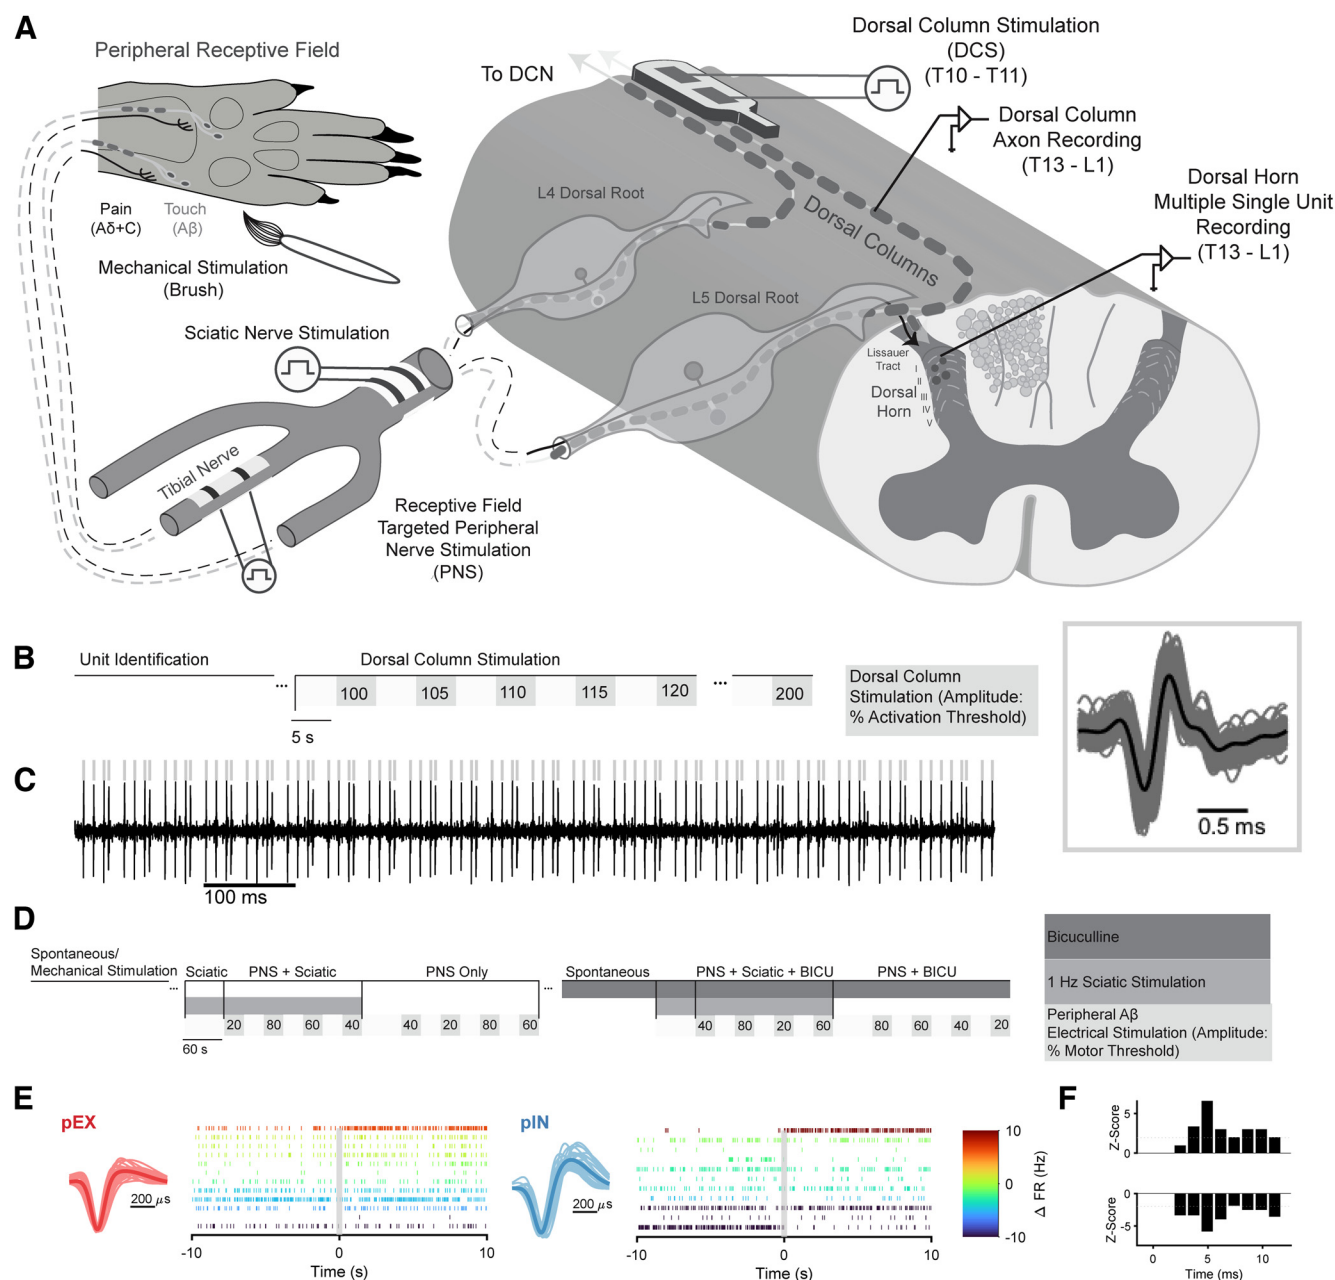 A
Peripheral Receptive Field
Pain
(Aδ+C)
Touch
(Aβ)
Mechanical Stimulation
(Brush)
Sciatic Nerve Stimulation
Tibial Nerve
Receptive Field
Targeted Peripheral
Nerve Stimulation
(PNS)
To DCN
Dorsal Column Stimulation
(DCS)
(T10 - T11)
Dorsal Column
Axon Recording
(T13 - L1)
Dorsal Horn
Multiple Single Unit
Recording
(T13 - L1)
L4 Dorsal Root
Dorsal Columns
L5 Dorsal Root
Lissauer
Tract
I
II
III
IV
V
Dorsal
Horn
B
Unit Identification
...
Dorsal Column Stimulation
100 105 110 115 120 ... 200
5 s
Dorsal Column
Stimulation (Amplitude:
% Activation Threshold)
0.5 ms
C
100 ms
D
Spontaneous/
Mechanical Stimulation
...
Sciatic PNS + Sciatic PNS Only
20 80 60 40 40 20 80 60
60 s
...
Spontaneous PNS + Sciatic + BICU PNS + BICU
40 80 20 60 80 60 40 20
Bicuculline
1 Hz Sciatic Stimulation
Peripheral Aβ
Electrical Stimulation (Amplitude:
% Motor Threshold)
E
pEX
200 μs
-10 0 10
Time (s)
pIN
200 μs
-10 0 10
Time (s)
10
0
-10
Δ FR (Hz)
F
Z-Score
5
0
Z-Score
0
-5
0 5 10
Time (ms)